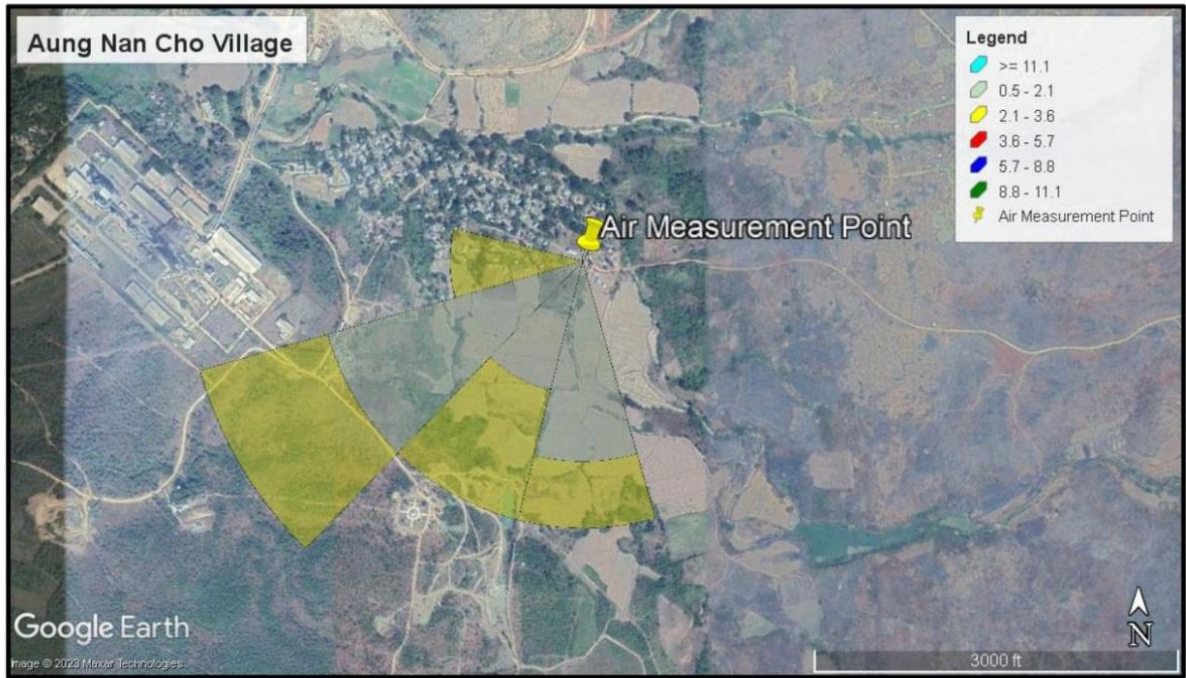 Aung Nan Cho Village
Legend
>= 11.1
0.5 - 2.1
2.1 - 3.6
3.6 - 5.7
5.7 - 8.8
8.8 - 11.1
Air Measurement Point
Air Measurement Point
N
Google Earth
Image © 2023 Maxar Technologies
3000 ft